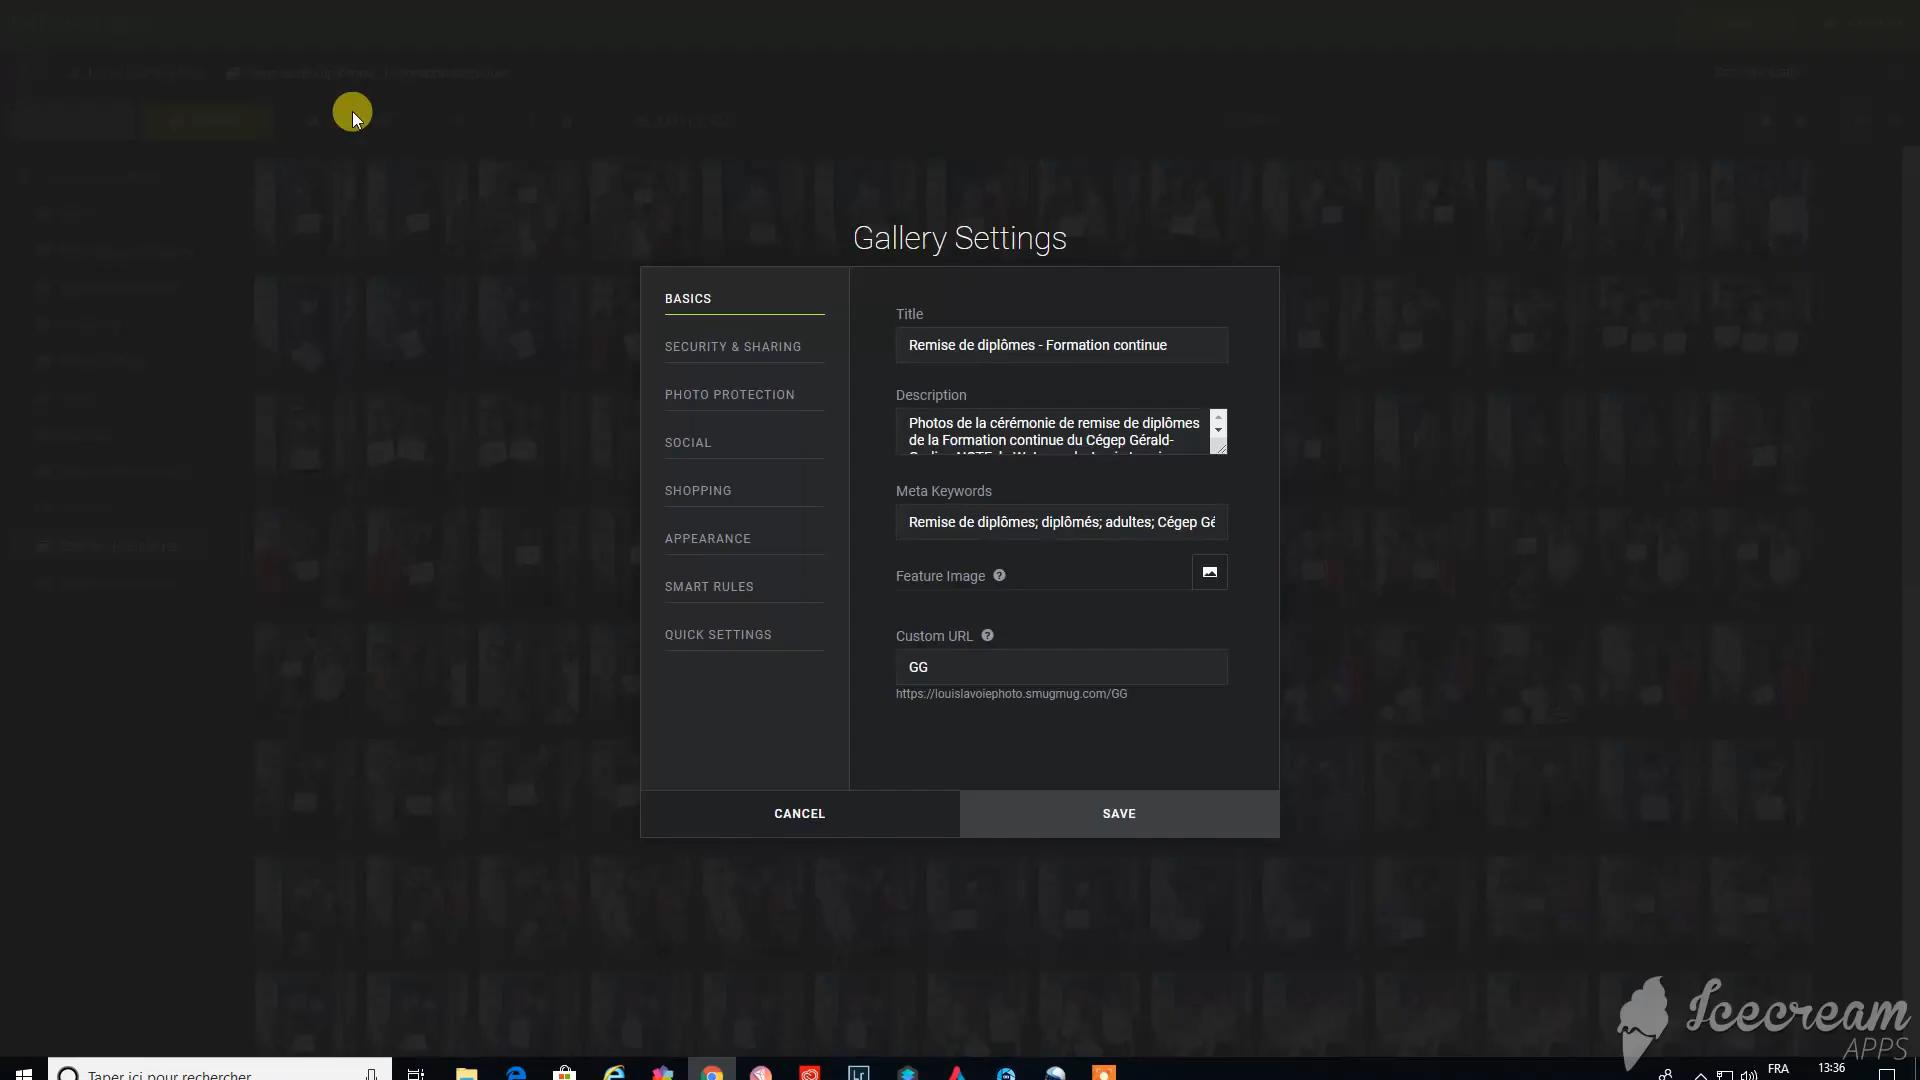 Gallery Settings
BASICS
SECURITY & SHARING
PHOTO PROTECTION
SOCIAL
SHOPPING
APPEARANCE
SMART RULES
QUICK SETTINGS
Title
Remise de diplômes - Formation continue
Description
Photos de la cérémonie de remise de diplômes
de la Formation continue du Cégep Gérald-
Meta Keywords
Remise de diplômes; diplômés; adultes; Cégep Gé
Feature Image ?
Custom URL ?
GG
https://louislavoiephoto.smugmug.com/GG
CANCEL
SAVE
Icecream
APPS
Taper ici pour rechercher
Lr
FRA
13:36